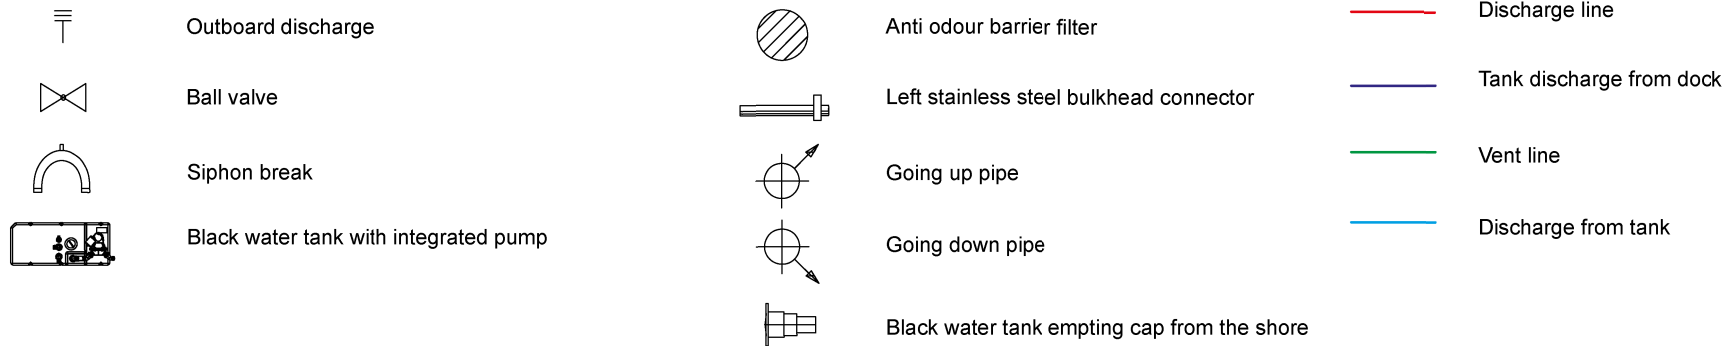 Outboard discharge
Ball valve
Siphon break
Black water tank with integrated pump
Anti odour barrier filter
Left stainless steel bulkhead connector
Going up pipe
Going down pipe
Black water tank empting cap from the shore
Discharge line
Tank discharge from dock
Vent line
Discharge from tank